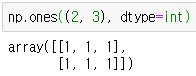 np.ones((2, 3), dtype=int)
array([[1, 1, 1],
       [1, 1, 1]])